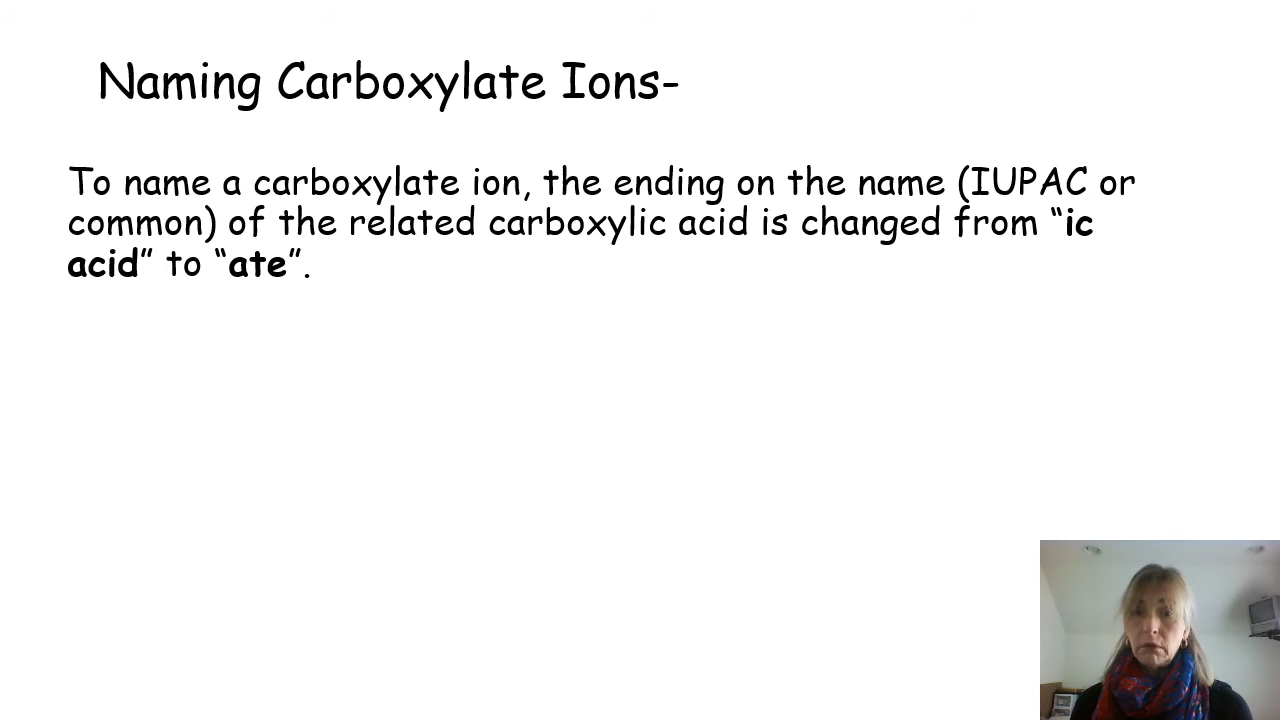 Naming Carboxylate Ions-
To name a carboxylate ion, the ending on the name (IUPAC or
common) of the related carboxylic acid is changed from “ic
acid” to “ate”.